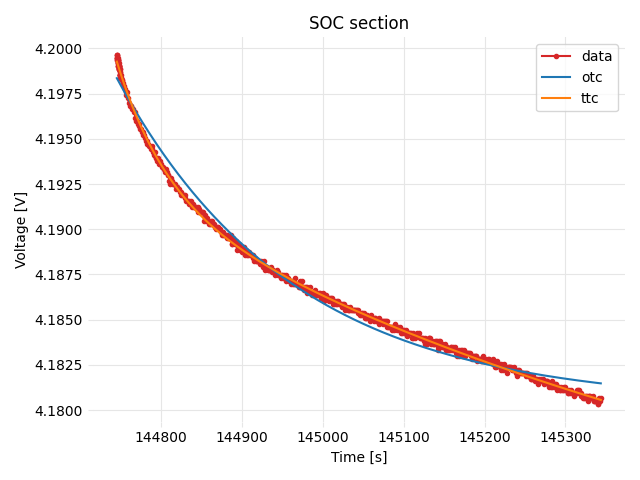 SOC section
4.2000
4.1975
4.1950
4.1925
4.1900
4.1875
4.1850
4.1825
4.1800
Voltage [V]
data
otc
ttc
144800 144900 145000 145100 145200 145300
Time [s]